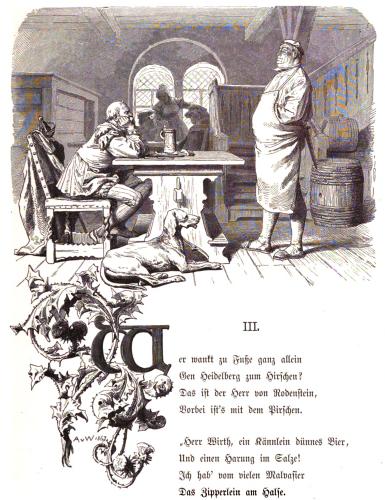 III.
Wer wankt zu Fuße ganz allein
Gen Heidelberg zum Hirschen?
Das ist der Herr von Rodenstein,
Vorbei ist's mit dem Pirschen.
„Herr Wirth, ein Kännlein dünnes Bier,
Und einen Harung im Salze!
Ich hab' vom vielen Malvasier
Das Zipperlein am Halse.